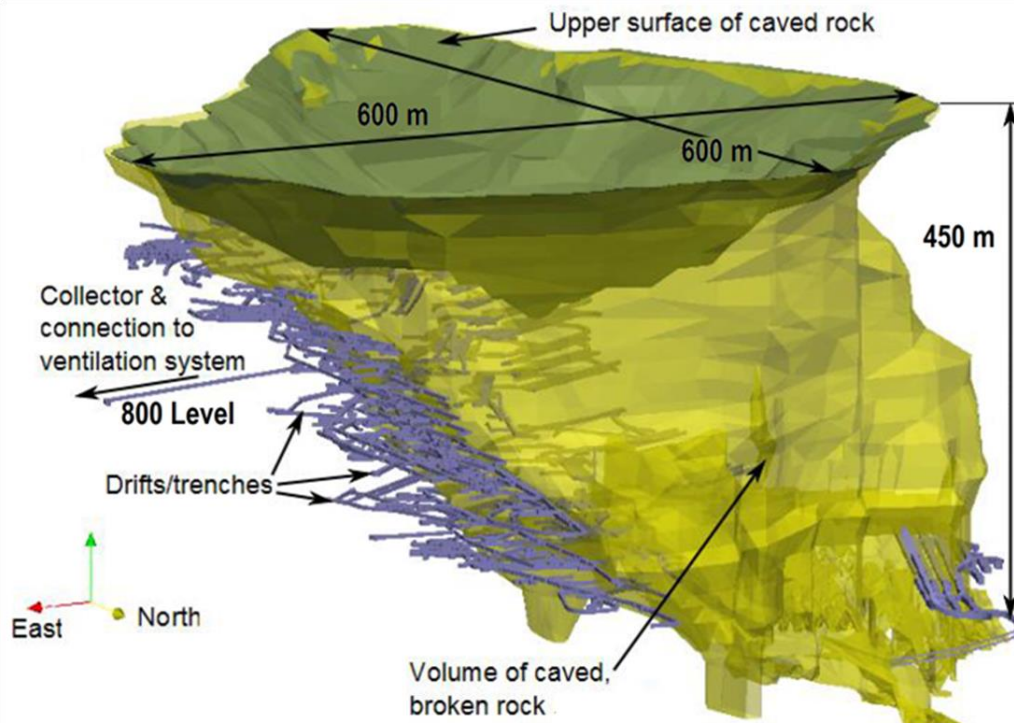 Upper surface of caved rock
600 m
600 m
450 m
Collector &
connection to
ventilation system
800 Level
Drifts/trenches
East
North
Volume of caved,
broken rock